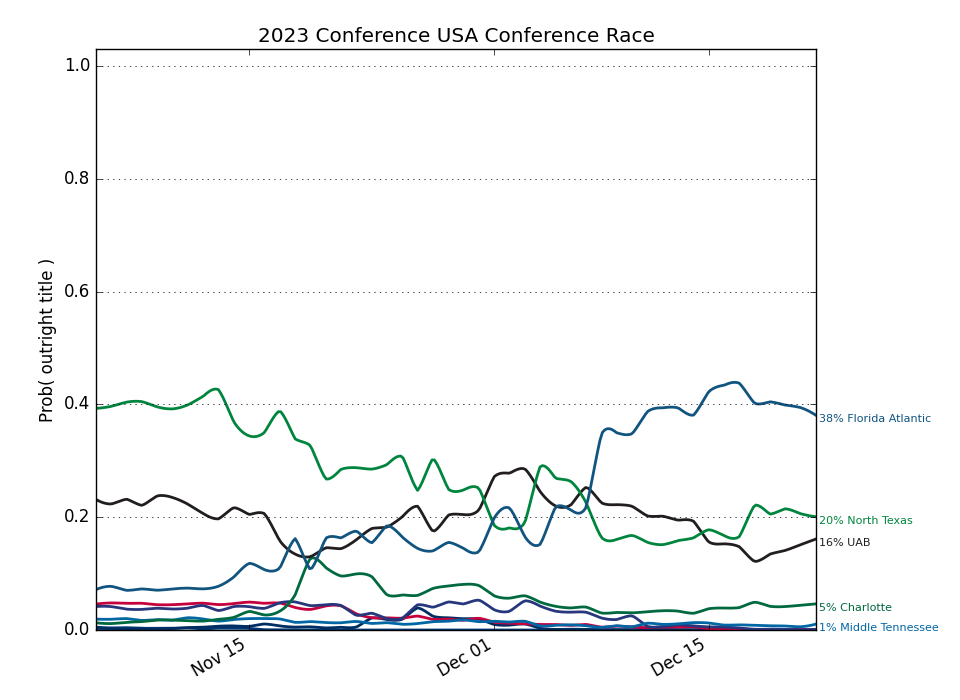 2023 Conference USA Conference Race
1.0
0.8
0.6
0.4
0.2
0.0
Prob( outright title )
Nov 15
Dec 01
Dec 15
38% Florida Atlantic
20% North Texas
16% UAB
5% Charlotte
1% Middle Tennessee